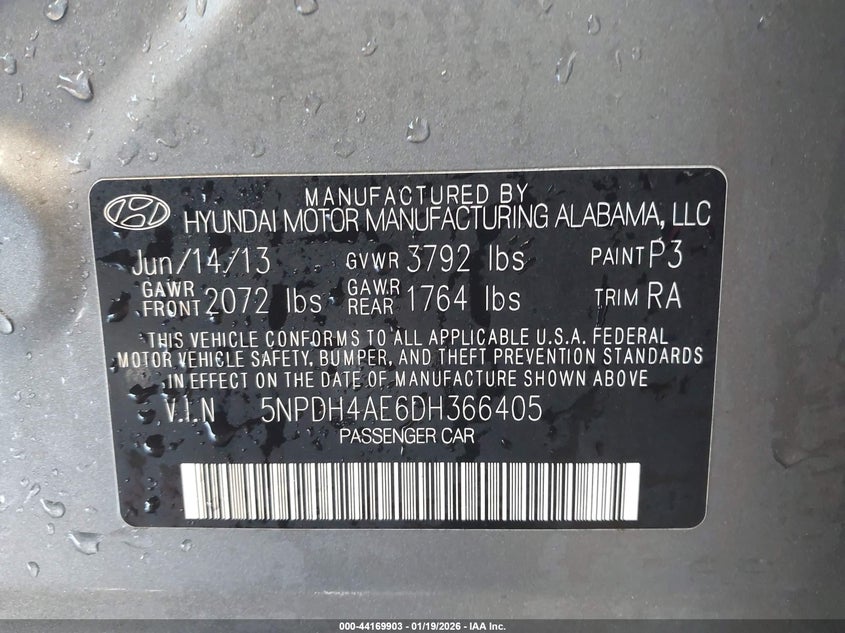 MANUFACTURED BY
HYUNDAI MOTOR MANUFACTURING ALABAMA, LLC
Jun/14/13 GVWR 3792 lbs PAINT P3
GAWR FRONT 2072 lbs GAWR REAR 1764 lbs TRIM RA
THIS VEHICLE CONFORMS TO ALL APPLICABLE U.S.A. FEDERAL
MOTOR VEHICLE SAFETY, BUMPER, AND THEFT PREVENTION STANDARDS
IN EFFECT ON THE DATE OF MANUFACTURE SHOWN ABOVE
V.I.N 5NPDH4AE6DH366405
PASSENGER CAR
000-44169903 - 01/19/2026 - IAA Inc.